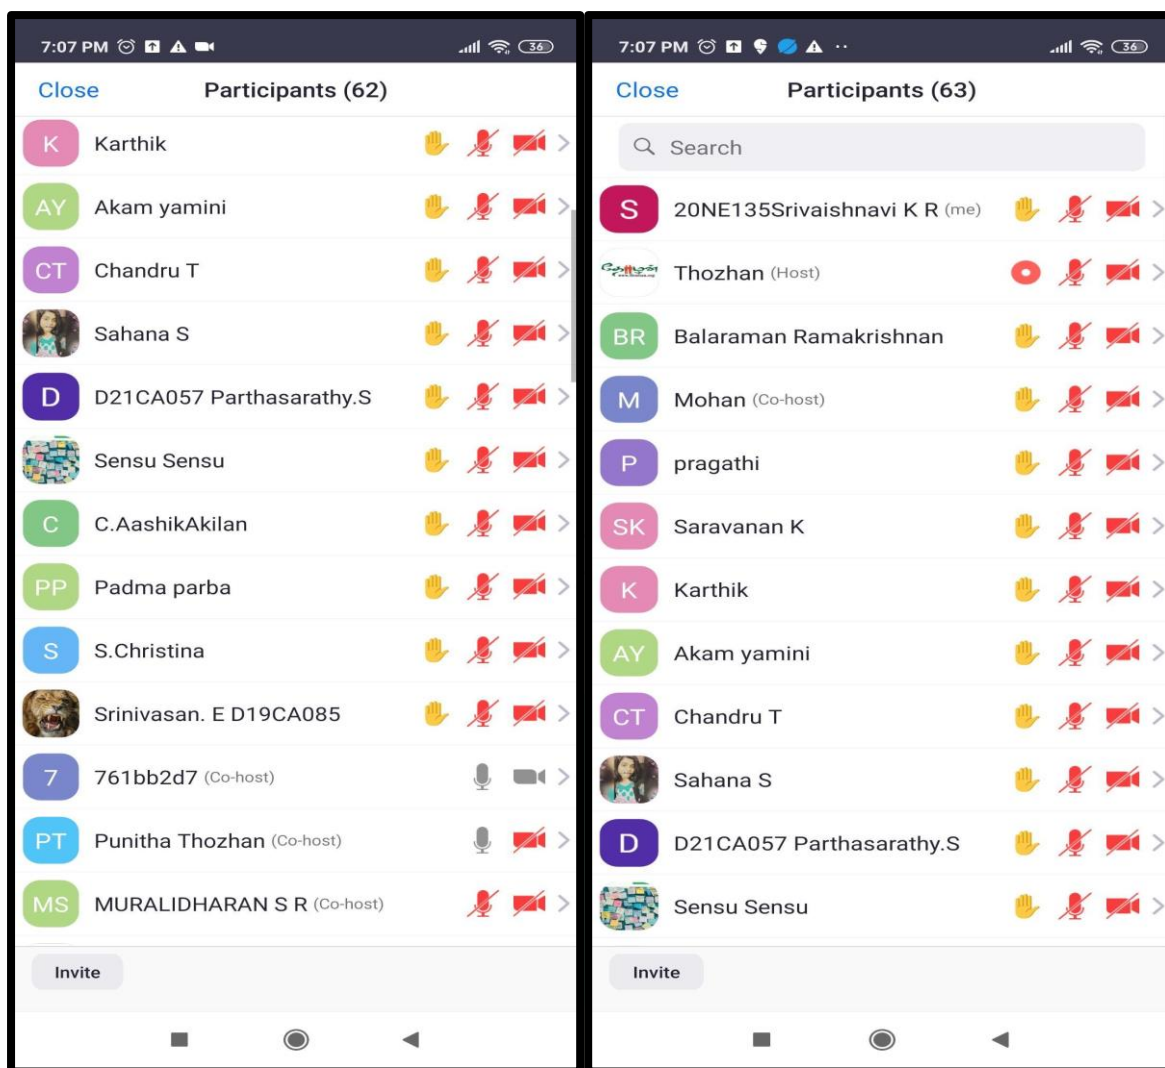 7:07 PM 36
Close Participants (62)
K Karthik
AY Akam yamini
CT Chandru T
Sahana S
D D21CA057 Parthasarathy.S
Sensu Sensu
C C.AashikAkilan
PP Padma parba
S S.Christina
Srinivasan. E D19CA085
7 761bb2d7 (Co-host)
PT Punitha Thozhan (Co-host)
MS MURALIDHARAN S R (Co-host)
Invite
7:07 PM 36
Close Participants (63)
Search
S 20NE135Srivaishnavi K R (me)
தோழன் Thozhan (Host)
BR Balaraman Ramakrishnan
M Mohan (Co-host)
P pragathi
SK Saravanan K
K Karthik
AY Akam yamini
CT Chandru T
Sahana S
D D21CA057 Parthasarathy.S
Sensu Sensu
Invite